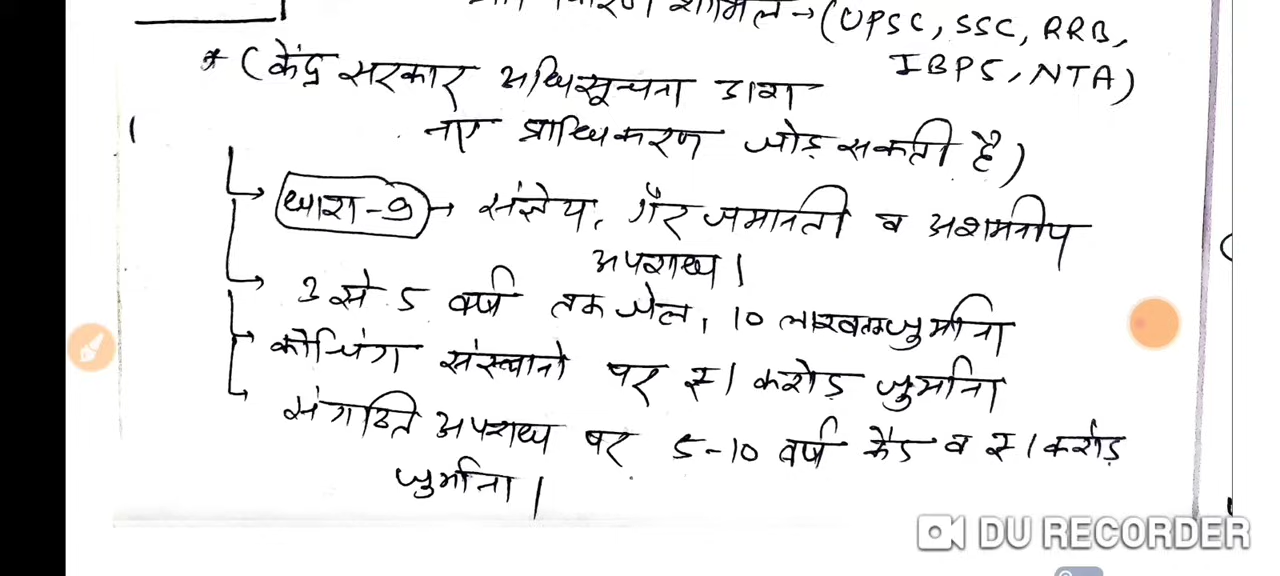 शामिल → (UPSC, SSC, RRB,
IBPS, NTA)
* (केंद्र सरकार अधिसूचना द्वारा
नए प्राधिकरण जोड़ सकती है)
धारा-9 → संज्ञेय, गैर जमानती व अशमनीय
अपराध।
3 से 5 वर्ष तक जेल, 10 लाख तक जुर्माना
कोचिंग संस्थानों पर ₹1 करोड़ जुर्माना
संगठित अपराध पर 5-10 वर्ष कैद व ₹1 करोड़
जुर्माना।
DU RECORDER